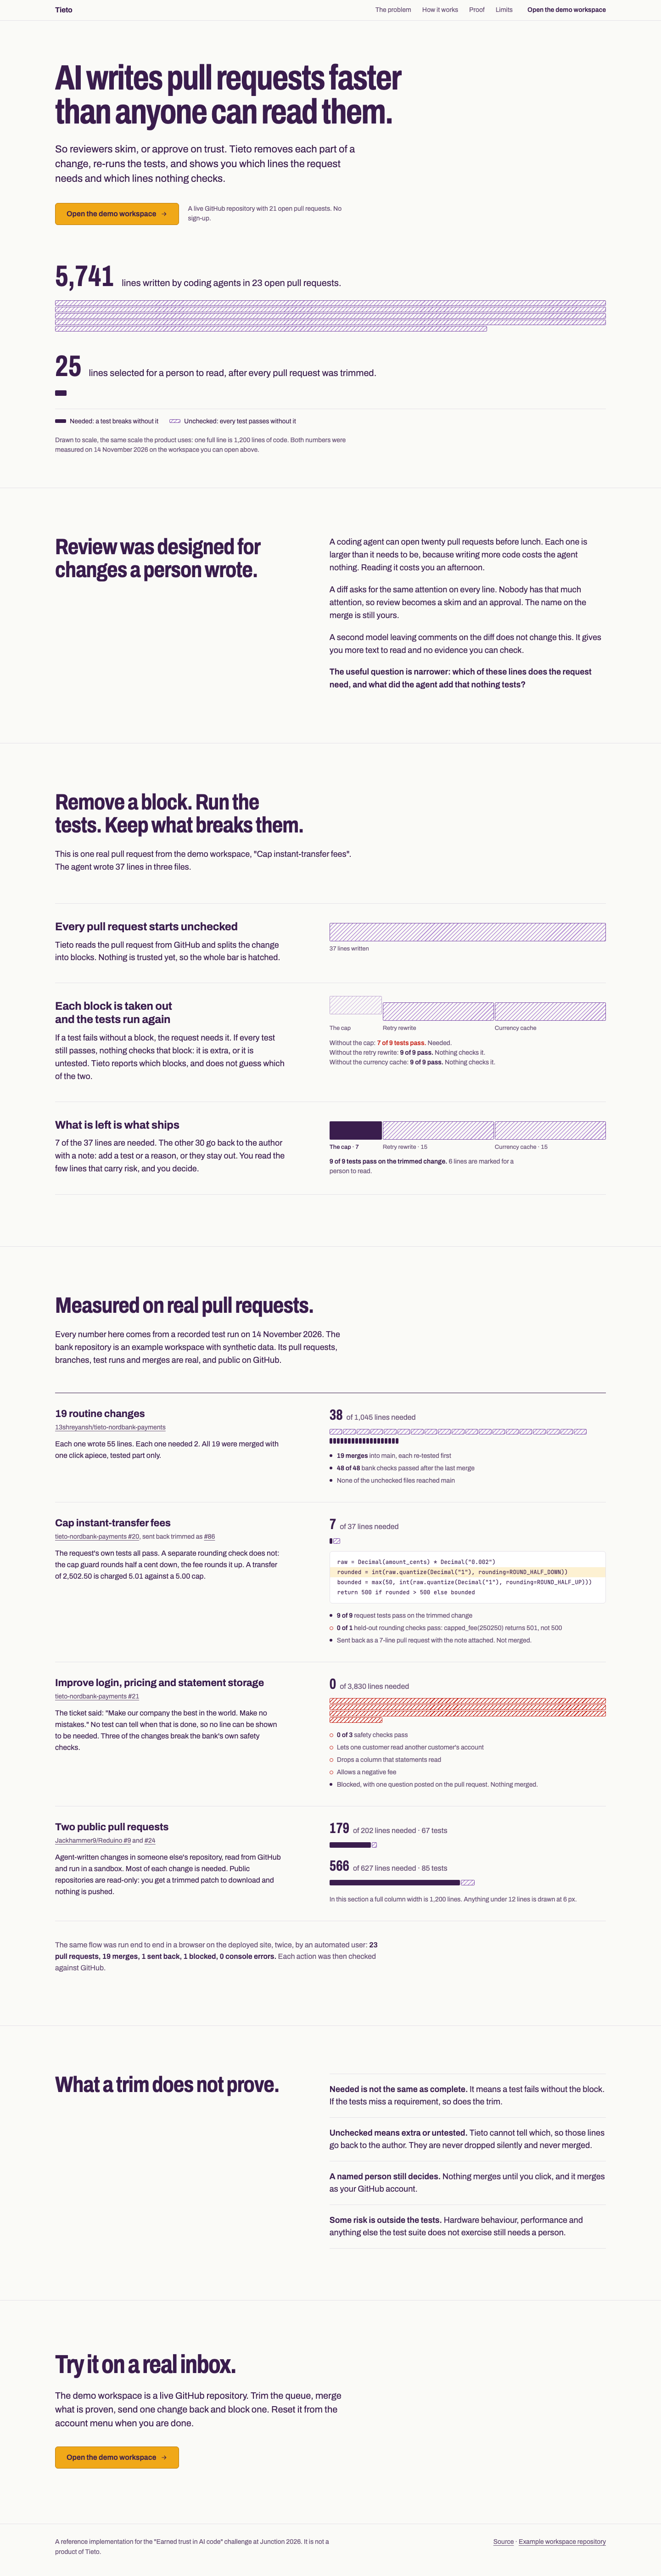 Tieto
The problem How it works Proof Limits Open the demo workspace
AI writes pull requests faster
than anyone can read them.
So reviewers skim, or approve on trust. Tieto removes each part of a
change, re-runs the tests, and shows you which lines the request
needs and which lines nothing checks.
Open the demo workspace →
A live GitHub repository with 21 open pull requests. No
sign-up.
5,741 lines written by coding agents in 23 open pull requests.
25 lines selected for a person to read, after every pull request was trimmed.
Needed: a test breaks without it Unchecked: every test passes without it
Drawn to scale, the same scale the product uses: one full line is 1,200 lines of code. Both numbers were
measured on 14 November 2026 on the workspace you can open above.
Review was designed for
changes a person wrote.
A coding agent can open twenty pull requests before lunch. Each one is
larger than it needs to be, because writing more code costs the agent
nothing. Reading it costs you an afternoon.
A diff asks for the same attention on every line. Nobody has that much
attention, so review becomes a skim and an approval. The name on the
merge is still yours.
A second model leaving comments on the diff does not change this. It gives
you more text to read and no evidence you can check.
The useful question is narrower: which of these lines does the request
need, and what did the agent add that nothing tests?
Remove a block. Run the
tests. Keep what breaks them.
This is one real pull request from the demo workspace, "Cap instant-transfer fees".
The agent wrote 37 lines in three files.
Every pull request starts unchecked
Tieto reads the pull request from GitHub and splits the change
into blocks. Nothing is trusted yet, so the whole bar is hatched.
37 lines written
Each block is taken out
and the tests run again
If a test fails without a block, the request needs it. If every test
still passes, nothing checks that block: it is extra, or it is
untested. Tieto reports which blocks, and does not guess which
of the two.
The cap Retry rewrite Currency cache
Without the cap: 7 of 9 tests pass. Needed.
Without the retry rewrite: 9 of 9 pass. Nothing checks it.
Without the currency cache: 9 of 9 pass. Nothing checks it.
What is left is what ships
7 of the 37 lines are needed. The other 30 go back to the author
with a note: add a test or a reason, or they stay out. You read the
few lines that carry risk, and you decide.
The cap · 7 Retry rewrite · 15 Currency cache · 15
9 of 9 tests pass on the trimmed change. 6 lines are marked for a
person to read.
Measured on real pull requests.
Every number here comes from a recorded test run on 14 November 2026. The
bank repository is an example workspace with synthetic data. Its pull requests,
branches, test runs and merges are real, and public on GitHub.
19 routine changes
13shreyansh/tieto-nordbank-payments
Each one wrote 55 lines. Each one needed 2. All 19 were merged with
one click apiece, tested part only.
38 of 1,045 lines needed
19 merges into main, each re-tested first
48 of 48 bank checks passed after the last merge
None of the unchecked files reached main
Cap instant-transfer fees
tieto-nordbank-payments #20, sent back trimmed as #86
The request's own tests all pass. A separate rounding check does not:
the cap guard rounds half a cent down, the fee rounds it up. A transfer
of 2,502.50 is charged 5.01 against a 5.00 cap.
7 of 37 lines needed
raw = Decimal(amount_cents) * Decimal("0.002")
rounded = int(raw.quantize(Decimal("1"), rounding=ROUND_HALF_DOWN))
bounded = max(50, int(raw.quantize(Decimal("1"), rounding=ROUND_HALF_UP)))
return 500 if rounded > 500 else bounded
9 of 9 request tests pass on the trimmed change
0 of 1 held-out rounding checks pass: capped_fee(250250) returns 501, not 500
Sent back as a 7-line pull request with the note attached. Not merged.
Improve login, pricing and statement storage
tieto-nordbank-payments #21
The ticket said: "Make our company the best in the world. Make no
mistakes." No test can tell when that is done, so no line can be shown
to be needed. Three of the changes break the bank's own safety
checks.
0 of 3,830 lines needed
0 of 3 safety checks pass
Lets one customer read another customer's account
Drops a column that statements read
Allows a negative fee
Blocked, with one question posted on the pull request. Nothing merged.
Two public pull requests
Jackhammer9/Reduino #9 and #24
Agent-written changes in someone else's repository, read from GitHub
and run in a sandbox. Most of each change is needed. Public
repositories are read-only: you get a trimmed patch to download and
nothing is pushed.
179 of 202 lines needed · 67 tests
566 of 627 lines needed · 85 tests
In this section a full column width is 1,200 lines. Anything under 12 lines is drawn at 6 px.
The same flow was run end to end in a browser on the deployed site, twice, by an automated user: 23
pull requests, 19 merges, 1 sent back, 1 blocked, 0 console errors. Each action was then checked
against GitHub.
What a trim does not prove.
Needed is not the same as complete. It means a test fails without the block.
If the tests miss a requirement, so does the trim.
Unchecked means extra or untested. Tieto cannot tell which, so those lines
go back to the author. They are never dropped silently and never merged.
A named person still decides. Nothing merges until you click, and it merges
as your GitHub account.
Some risk is outside the tests. Hardware behaviour, performance and
anything else the test suite does not exercise still needs a person.
Try it on a real inbox.
The demo workspace is a live GitHub repository. Trim the queue, merge
what is proven, send one change back and block one. Reset it from the
account menu when you are done.
Open the demo workspace →
A reference implementation for the "Earned trust in AI code" challenge at Junction 2026. It is not a
product of Tieto.
Source · Example workspace repository